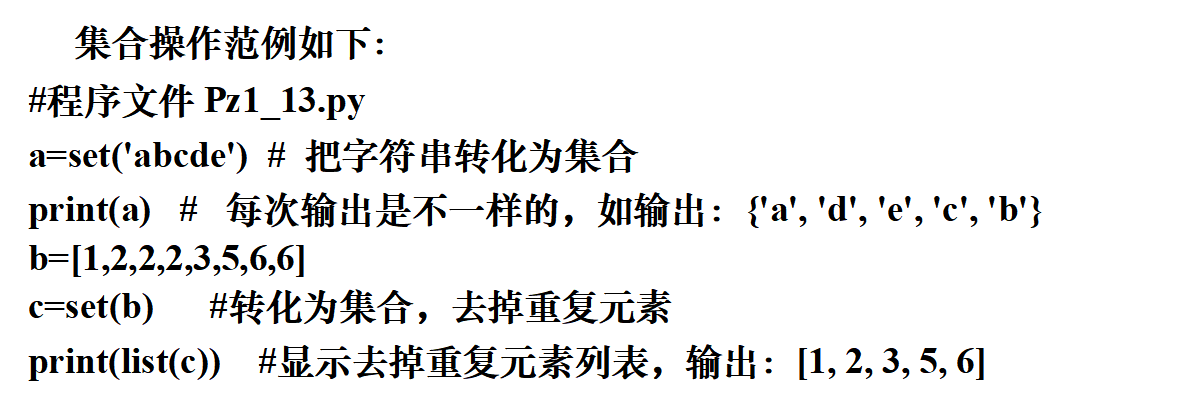 集合操作范例如下：
#程序文件 Pz1_13.py
a=set('abcde')  #  把字符串转化为集合
print(a)   #   每次输出是不一样的，如输出：{'a', 'd', 'e', 'c', 'b'}
b=[1,2,2,2,3,5,6,6]
c=set(b)      #转化为集合，去掉重复元素
print(list(c))    #显示去掉重复元素列表，输出：[1, 2, 3, 5, 6]